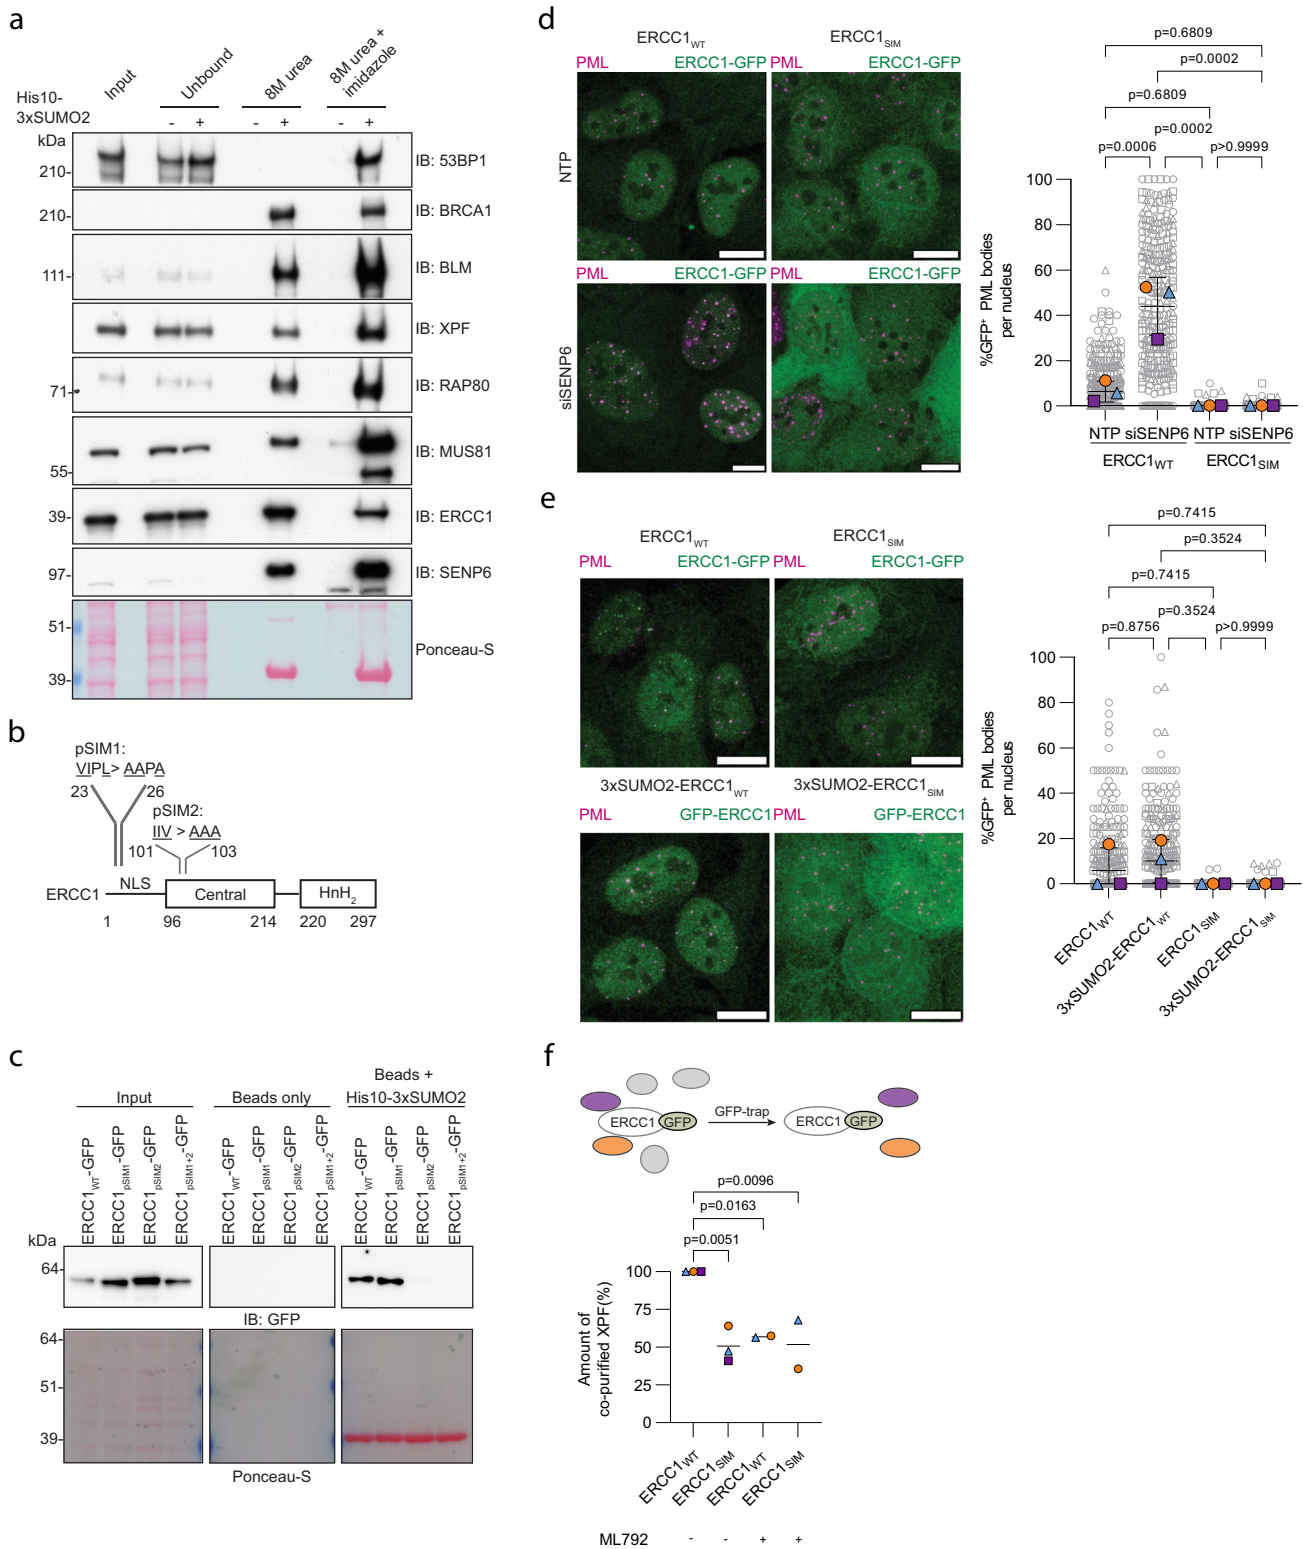 a
Input
Unbound
8M urea
8M urea +
imidazole
His10-
3xSUMO2
- + - + - +
kDa
210-
IB: 53BP1
210-
IB: BRCA1
111-
IB: BLM
IB: XPF
71-
IB: RAP80
55-
IB: MUS81
39-
IB: ERCC1
97-
IB: SENP6
51-
39-
Ponceau-S
b
pSIM1:
VIPL> AAPA
23 26
pSIM2:
IIV > AAA
101 103
ERCC1 NLS Central HnH2
1 96 214 220 297
c
Input
Beads only
Beads +
His10-3xSUMO2
ERCC1WT-GFP
ERCC1pSIM1-GFP
ERCC1pSIM2-GFP
ERCC1pSIM1+2-GFP
ERCC1WT-GFP
ERCC1pSIM1-GFP
ERCC1pSIM2-GFP
ERCC1pSIM1+2-GFP
ERCC1WT-GFP
ERCC1pSIM1-GFP
ERCC1pSIM2-GFP
ERCC1pSIM1+2-GFP
kDa
64-
IB: GFP
64-
51-
39-
Ponceau-S
d
ERCC1WT ERCC1SIM
PML ERCC1-GFP PML ERCC1-GFP
NTP
PML ERCC1-GFP PML ERCC1-GFP
siSENP6
p=0.6809
p=0.0002
p=0.6809
p=0.0002
p=0.0006 p>0.9999
%GFP+ PML bodies
per nucleus
100
80
60
40
20
0
NTP siSENP6 NTP siSENP6
ERCC1WT ERCC1SIM
e
ERCC1WT ERCC1SIM
PML ERCC1-GFP PML ERCC1-GFP
3xSUMO2-ERCC1WT 3xSUMO2-ERCC1SIM
PML GFP-ERCC1 PML GFP-ERCC1
p=0.7415
p=0.3524
p=0.7415
p=0.3524
p=0.8756 p>0.9999
%GFP+ PML bodies
per nucleus
100
80
60
40
20
0
ERCC1WT
3xSUMO2-ERCC1WT
ERCC1SIM
3xSUMO2-ERCC1SIM
f
ERCC1 GFP
GFP-trap
ERCC1 GFP
p=0.0096
p=0.0163
p=0.0051
Amount of
co-purified XPF(%)
100
75
50
25
0
ERCC1WT
ERCC1SIM
ERCC1WT
ERCC1SIM
ML792 - - + +